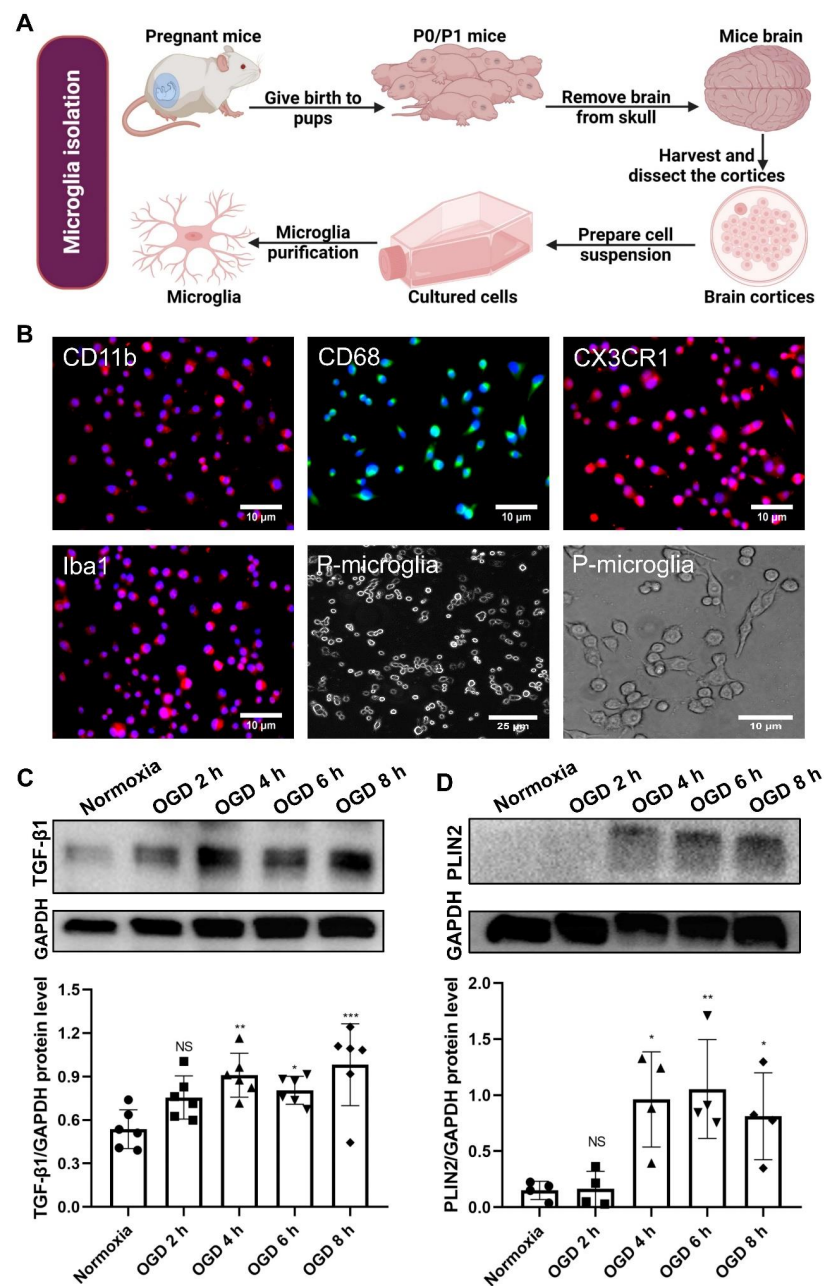 A
Microglia isolation
Pregnant mice
Give birth to
pups
P0/P1 mice
Remove brain
from skull
Mice brain
Harvest and
dissect the cortices
Microglia
Microglia
purification
Cultured cells
Prepare cell
suspension
Brain cortices
B
CD11b
10 µm
CD68
10 µm
CX3CR1
10 µm
Iba1
10 µm
P-microglia
25 µm
P-microglia
10 µm
C
Normoxia
OGD 2 h
OGD 4 h
OGD 6 h
OGD 8 h
TGF-β1
GAPDH
TGF-β1/GAPDH protein level
1.5
1.2
0.9
0.6
0.3
0.0
NS
**
*
***
Normoxia
OGD 2 h
OGD 4 h
OGD 6 h
OGD 8 h
D
Normoxia
OGD 2 h
OGD 4 h
OGD 6 h
OGD 8 h
PLIN2
GAPDH
PLIN2/GAPDH protein level
2.0
1.5
1.0
0.5
0.0
NS
*
**
*
Normoxia
OGD 2 h
OGD 4 h
OGD 6 h
OGD 8 h